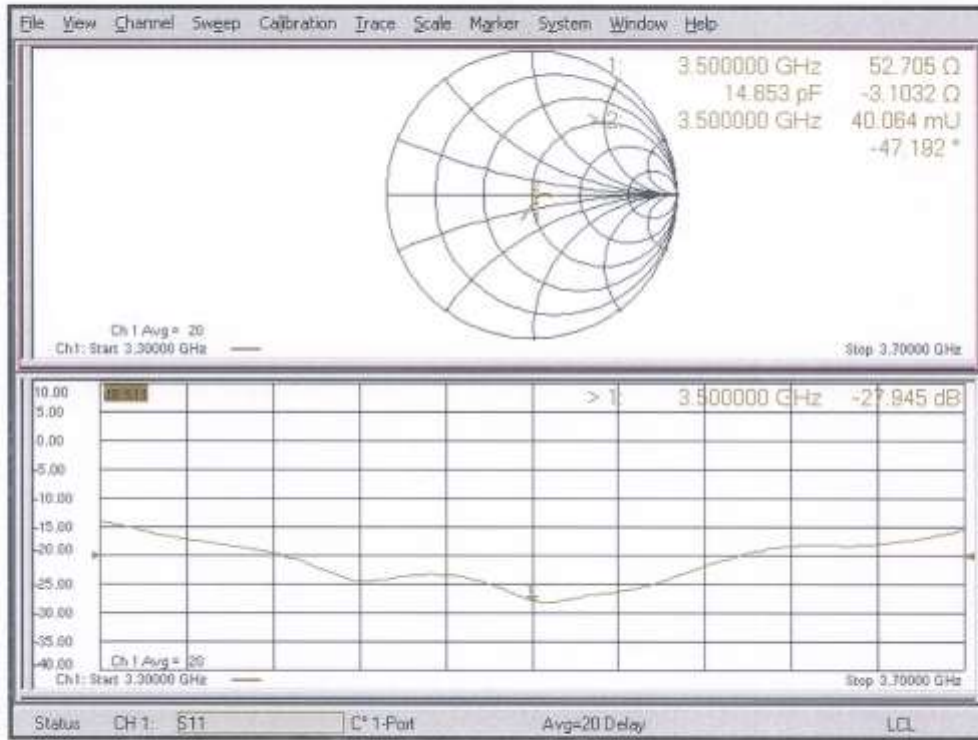 File View Channel Sweep Calibration Trace Scale Marker System Window Help
1: 3.500000 GHz 52.705 Ω
14.653 pF -3.1032 Ω
> 2: 3.500000 GHz 40.064 mU
-47.192 °
Ch 1 Avg = 20
Ch1: Start 3.30000 GHz
Stop 3.70000 GHz
10.00
5.00
0.00
-5.00
-10.00
-15.00
-20.00
-25.00
-30.00
-35.00
-40.00
> 1: 3.500000 GHz -27.945 dB
1
Ch 1 Avg = 20
Ch1: Start 3.30000 GHz
Stop 3.70000 GHz
Status CH 1: S11 C* 1-Port Avg=20 Delay LCL